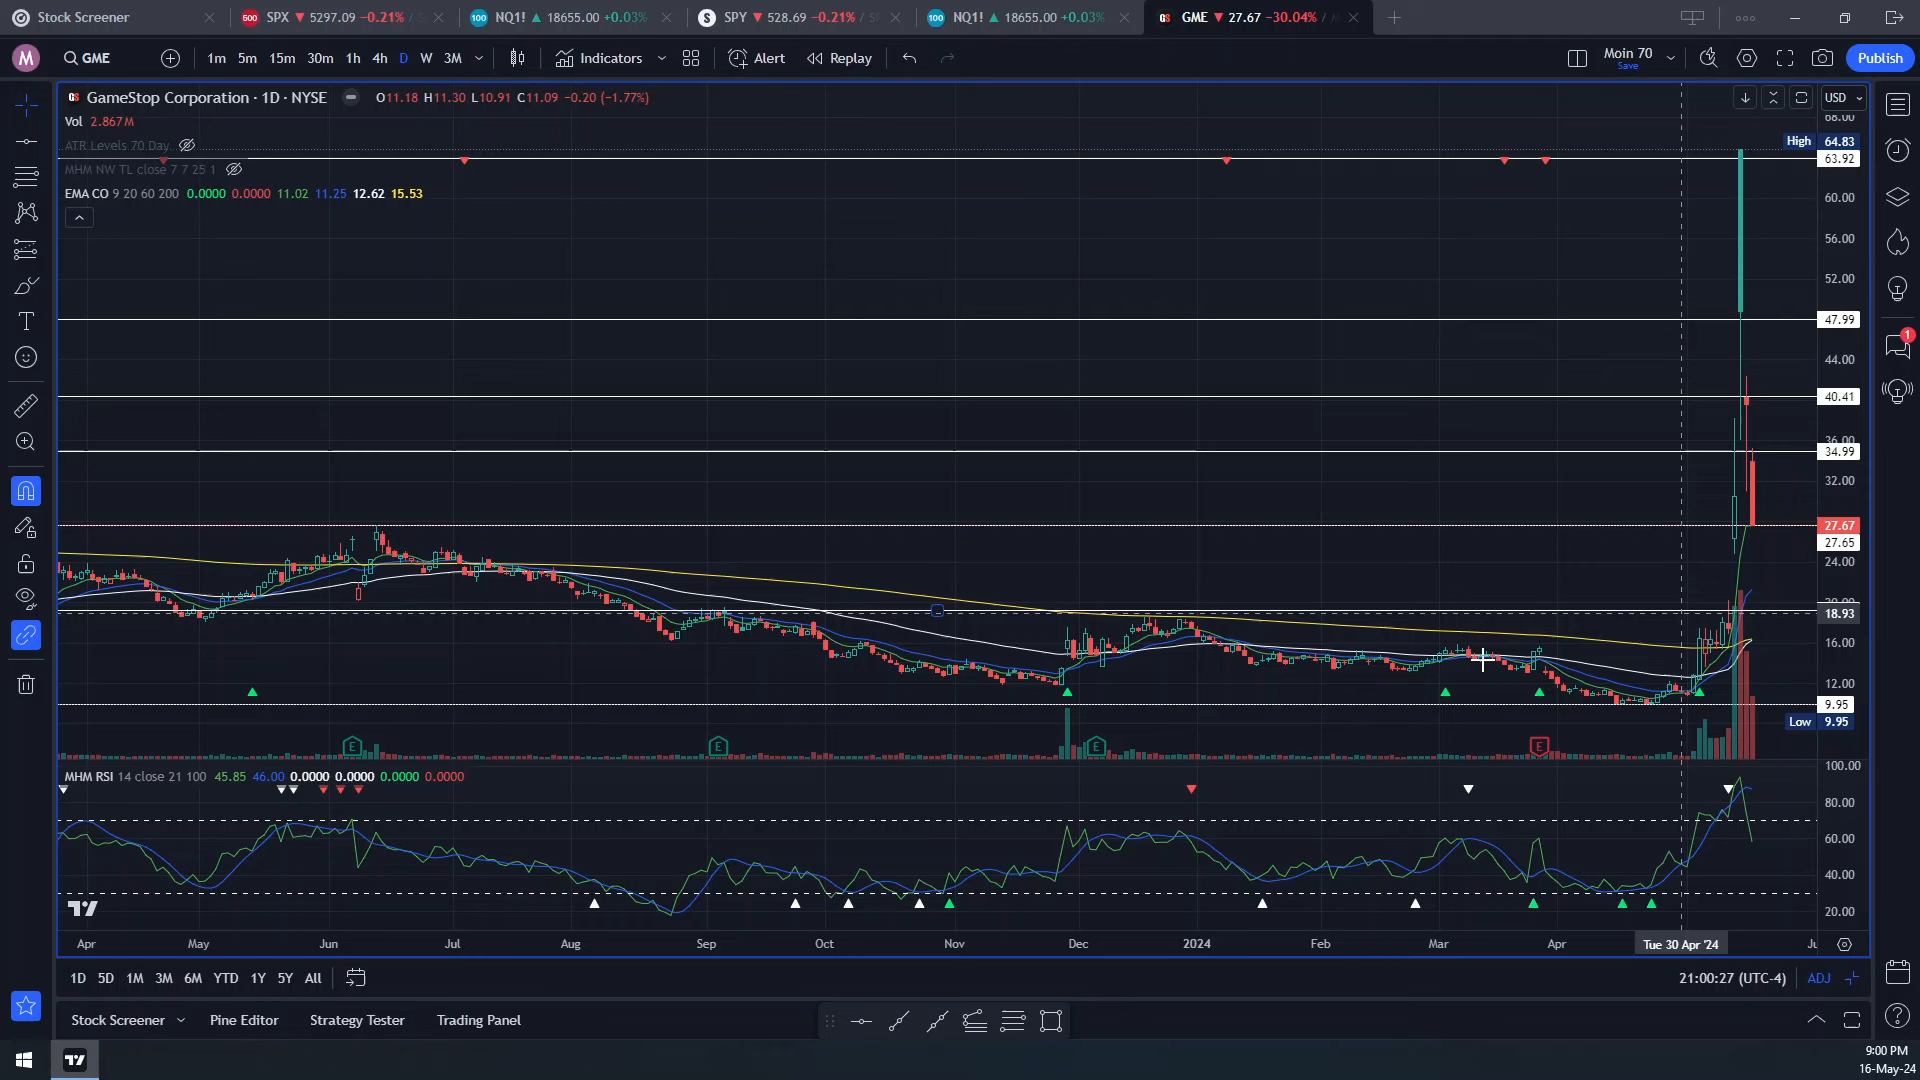 Stock Screener
500 SPX 5297.09 −0.21% /
100 NQ1! 18655.00 +0.03%
S SPY 528.69 −0.21% /
100 NQ1! 18655.00 +0.03%
GME 27.67 −30.04% /
M
GME
1m 5m 15m 30m 1h 4h D W 3M
Indicators
Alert
Replay
Moin 70
Save
Publish
GameStop Corporation · 1D · NYSE
O11.18 H11.30 L10.91 C11.09 −0.20 (−1.77%)
USD
Vol 2.867M
ATR Levels 70 Day
MHM NW TL close 7 7 25 1
EMA CO 9 20 60 200 0.0000 0.0000 11.02 11.25 12.62 15.53
68.00
High 64.83
63.92
60.00
56.00
52.00
47.99
44.00
40.41
36.00
34.99
32.00
27.67
27.65
24.00
20.00
18.93
16.00
12.00
9.95
Low 9.95
E
E
E
E
MHM RSI 14 close 21 100 45.85 46.00 0.0000 0.0000 0.0000 0.0000
100.00
80.00
60.00
40.00
20.00
Apr May Jun Jul Aug Sep Oct Nov Dec 2024 Feb Mar Apr Tue 30 Apr '24
1D 5D 1M 3M 6M YTD 1Y 5Y All
21:00:27 (UTC-4)
ADJ
Stock Screener
Pine Editor
Strategy Tester
Trading Panel
1
9:00 PM
16-May-24